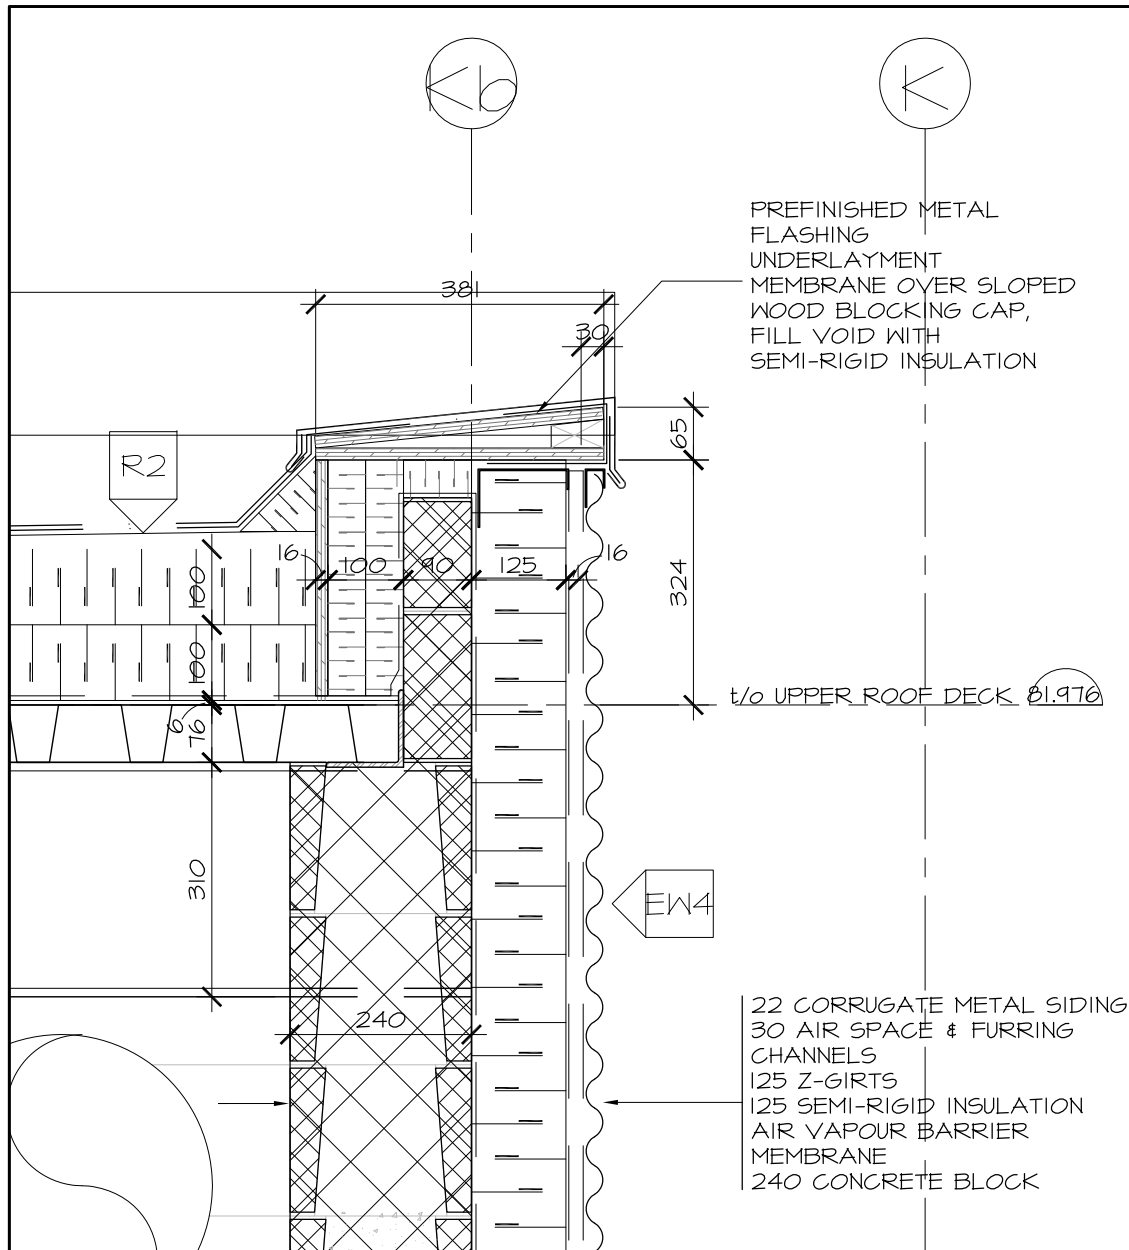 Kb
K
PREFINISHED METAL
FLASHING
UNDERLAYMENT
MEMBRANE OVER SLOPED
WOOD BLOCKING CAP,
FILL VOID WITH
SEMI-RIGID INSULATION
381
30
65
R2
16
100
90
125
16
324
100
100
t/o UPPER ROOF DECK 81.976
6
76
310
EW4
240
22 CORRUGATE METAL SIDING
30 AIR SPACE & FURRING
CHANNELS
125 Z-GIRTS
125 SEMI-RIGID INSULATION
AIR VAPOUR BARRIER
MEMBRANE
240 CONCRETE BLOCK